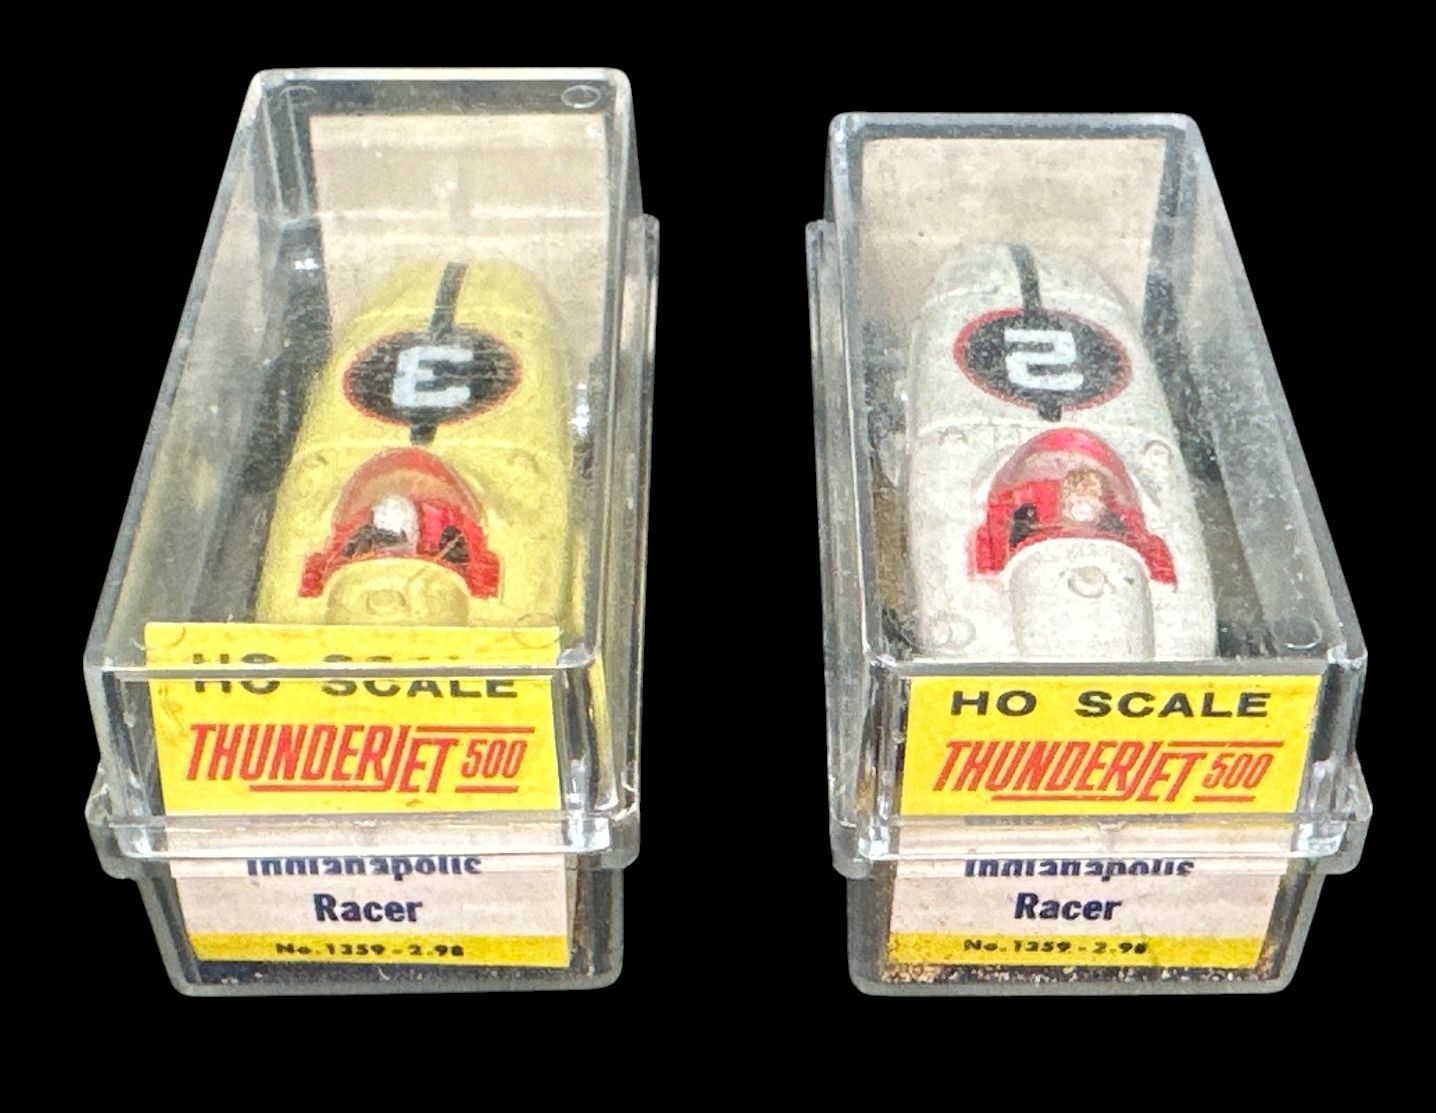 3
HO SCALE
THUNDERJET 500
Indianapolis
Racer
No. 1359 - 2.98
2
HO SCALE
THUNDERJET 500
Indianapolis
Racer
No. 1359 - 2.98